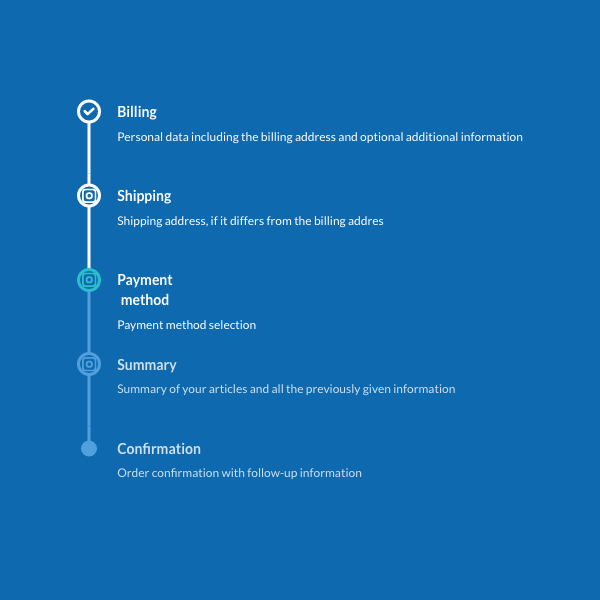 Billing
Personal data including the billing address and optional additional information
Shipping
Shipping address, if it differs from the billing addres
Payment
method
Payment method selection
Summary
Summary of your articles and all the previously given information
Confirmation
Order confirmation with follow-up information